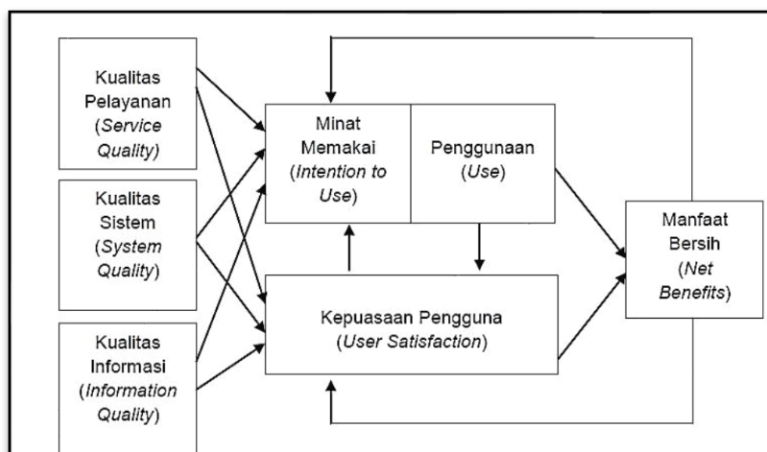 Kualitas
Pelayanan
(Service
Quality)
Minat
Memakai
(Intention to
Use)
Penggunaan
(Use)
Kualitas
Sistem
(System
Quality)
Manfaat
Bersih
(Net
Benefits)
Kepuasaan Pengguna
(User Satisfaction)
Kualitas
Informasi
(Information
Quality)